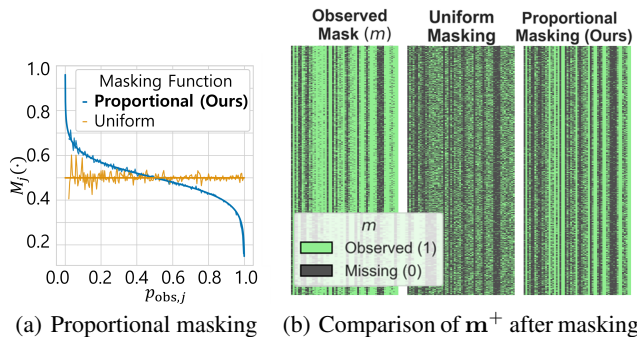 1.0
0.8
0.6
0.4
0.2
0.0 0.2 0.4 0.6 0.8 1.0
M_j(·)
p_obs,j
Masking Function
Proportional (Ours)
Uniform
(a) Proportional masking
Observed Mask (m)
Uniform Masking
Proportional Masking (Ours)
m
Observed (1)
Missing (0)
(b) Comparison of m⁺ after masking